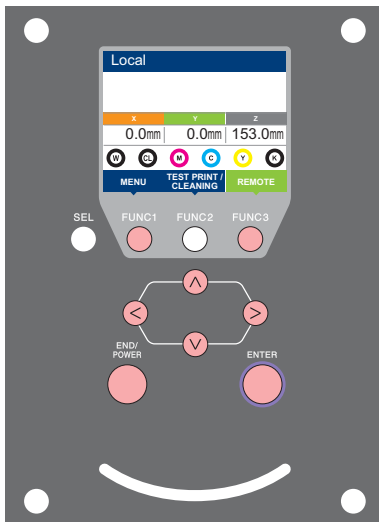 Local
X Y Z
0.0mm 0.0mm 153.0mm
W CL M C Y K
MENU TEST PRINT / CLEANING REMOTE
SEL FUNC1 FUNC2 FUNC3
END/
POWER
ENTER